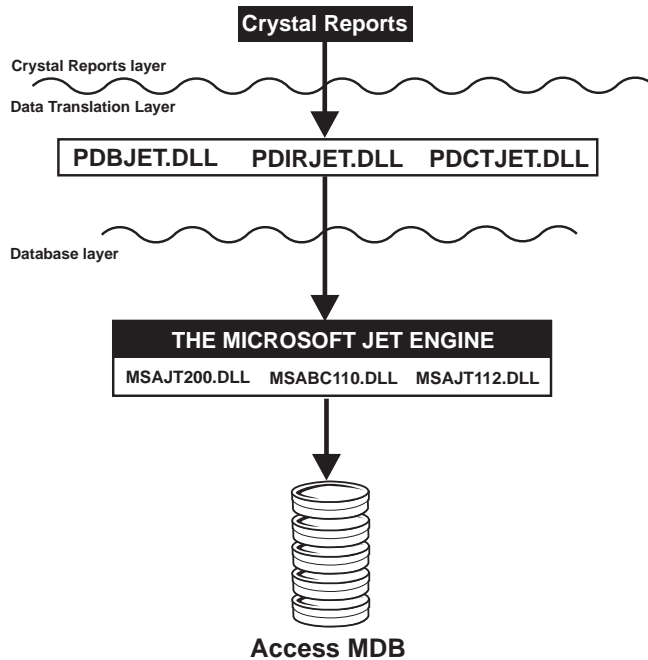 Crystal Reports
Crystal Reports layer
Data Translation Layer
PDBJET.DLL PDIRJET.DLL PDCTJET.DLL
Database layer
THE MICROSOFT JET ENGINE
MSAJT200.DLL MSABC110.DLL MSAJT112.DLL
Access MDB